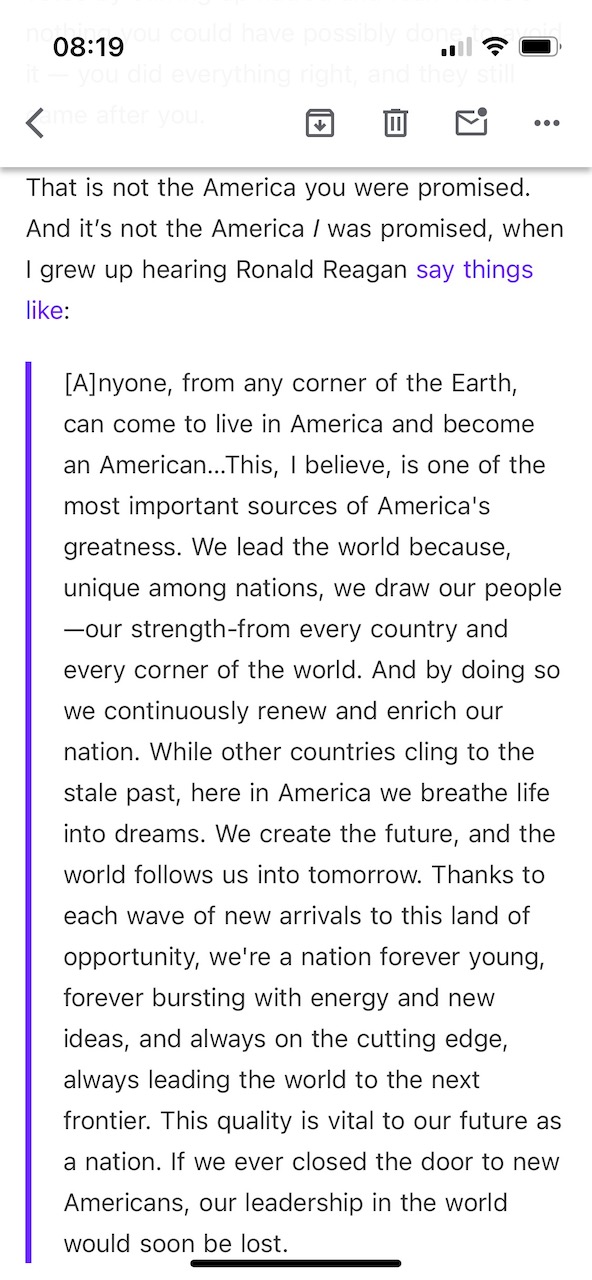 nothing you could have possibly done to avoid
08:19
it — you did everything right, and they still
came after you.
That is not the America you were promised.
And it’s not the America I was promised, when
I grew up hearing Ronald Reagan say things
like:
[A]nyone, from any corner of the Earth,
can come to live in America and become
an American...This, I believe, is one of the
most important sources of America's
greatness. We lead the world because,
unique among nations, we draw our people
—our strength-from every country and
every corner of the world. And by doing so
we continuously renew and enrich our
nation. While other countries cling to the
stale past, here in America we breathe life
into dreams. We create the future, and the
world follows us into tomorrow. Thanks to
each wave of new arrivals to this land of
opportunity, we're a nation forever young,
forever bursting with energy and new
ideas, and always on the cutting edge,
always leading the world to the next
frontier. This quality is vital to our future as
a nation. If we ever closed the door to new
Americans, our leadership in the world
would soon be lost.